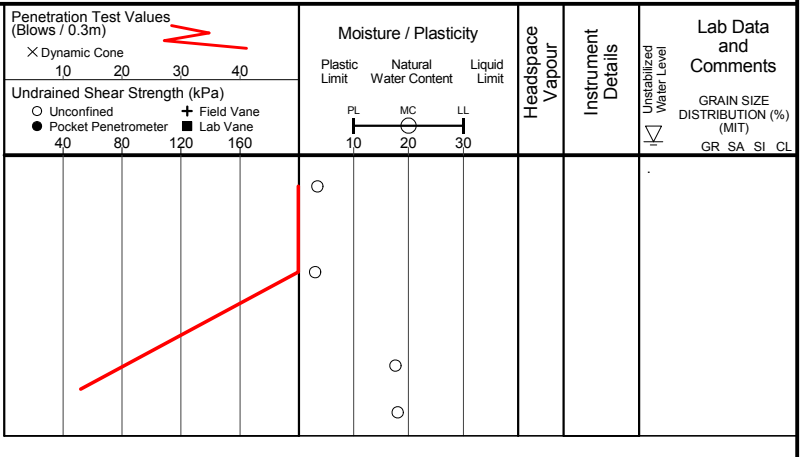 Penetration Test Values
(Blows / 0.3m)
× Dynamic Cone
10 20 30 40
Undrained Shear Strength (kPa)
○ Unconfined + Field Vane
● Pocket Penetrometer ■ Lab Vane
40 80 120 160
Moisture / Plasticity
Plastic Limit
Natural Water Content
Liquid Limit
PL MC LL
10 20 30
Headspace Vapour
Instrument Details
Unstabilized Water Level
Lab Data
and
Comments
GRAIN SIZE
DISTRIBUTION (%)
(MIT)
GR SA SI CL